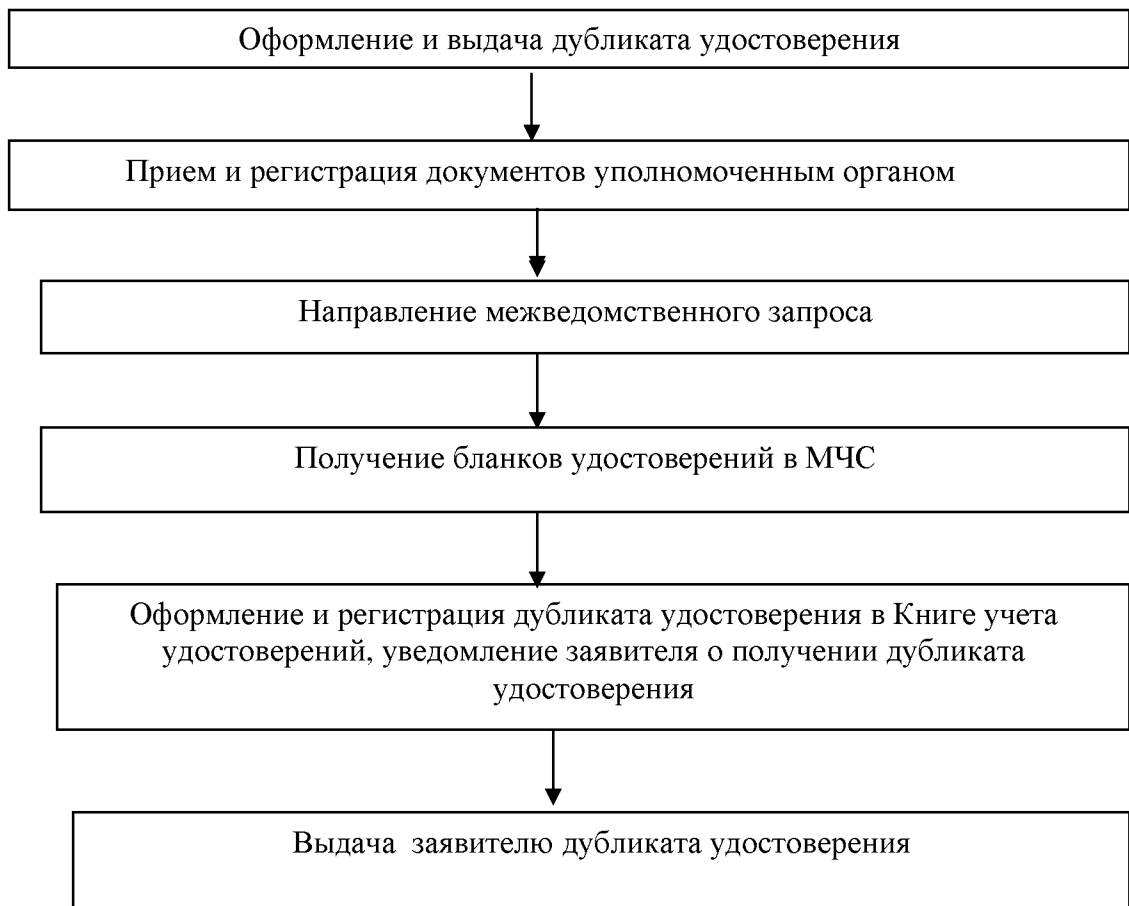 Оформление и выдача дубликата удостоверения
Прием и регистрация документов уполномоченным органом
Направление межведомственного запроса
Получение бланков удостоверений в МЧС
Оформление и регистрация дубликата удостоверения в Книге учета
удостоверений, уведомление заявителя о получении дубликата
удостоверения
Выдача  заявителю дубликата удостоверения